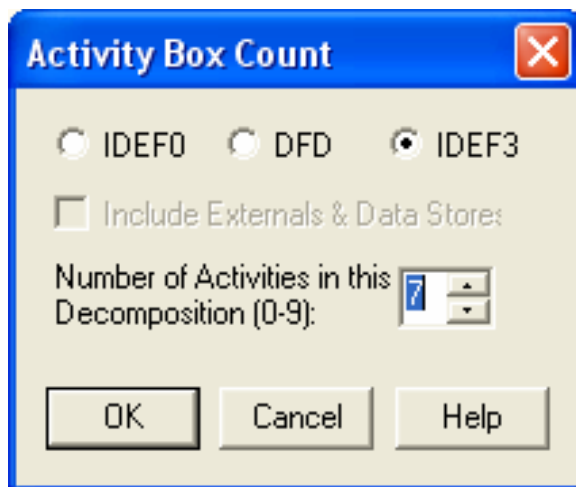 Activity Box Count
IDEF0 DFD IDEF3
Include Externals & Data Stores
Number of Activities in this
Decomposition (0-9):
7
OK Cancel Help